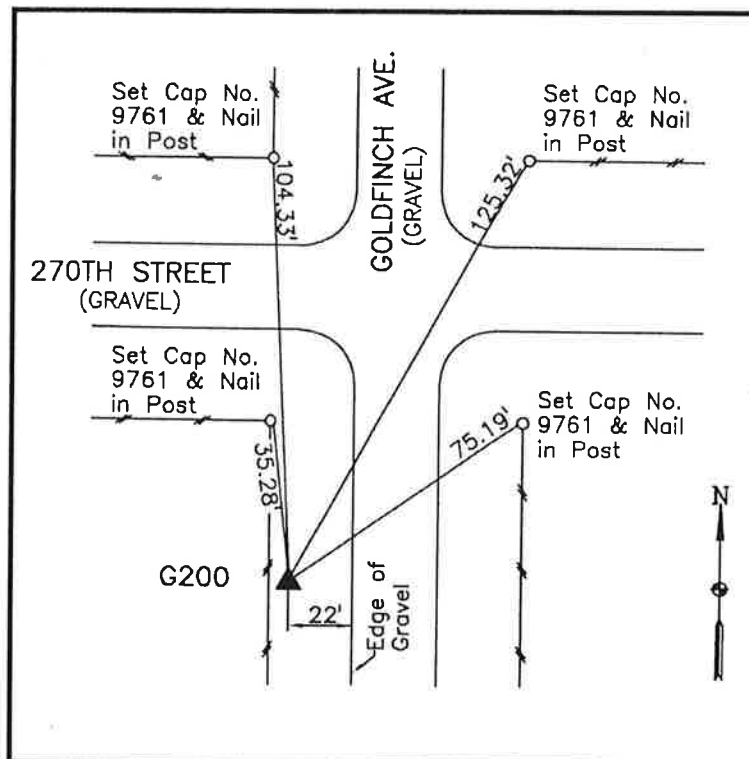 Set Cap No.
9761 & Nail
in Post
GOLDFINCH AVE.
(GRAVEL)
Set Cap No.
9761 & Nail
in Post
104.33'
125.32'
270TH STREET
(GRAVEL)
Set Cap No.
9761 & Nail
in Post
Set Cap No.
9761 & Nail
in Post
35.28'
75.19'
N
G200
22'
Edge of
Gravel